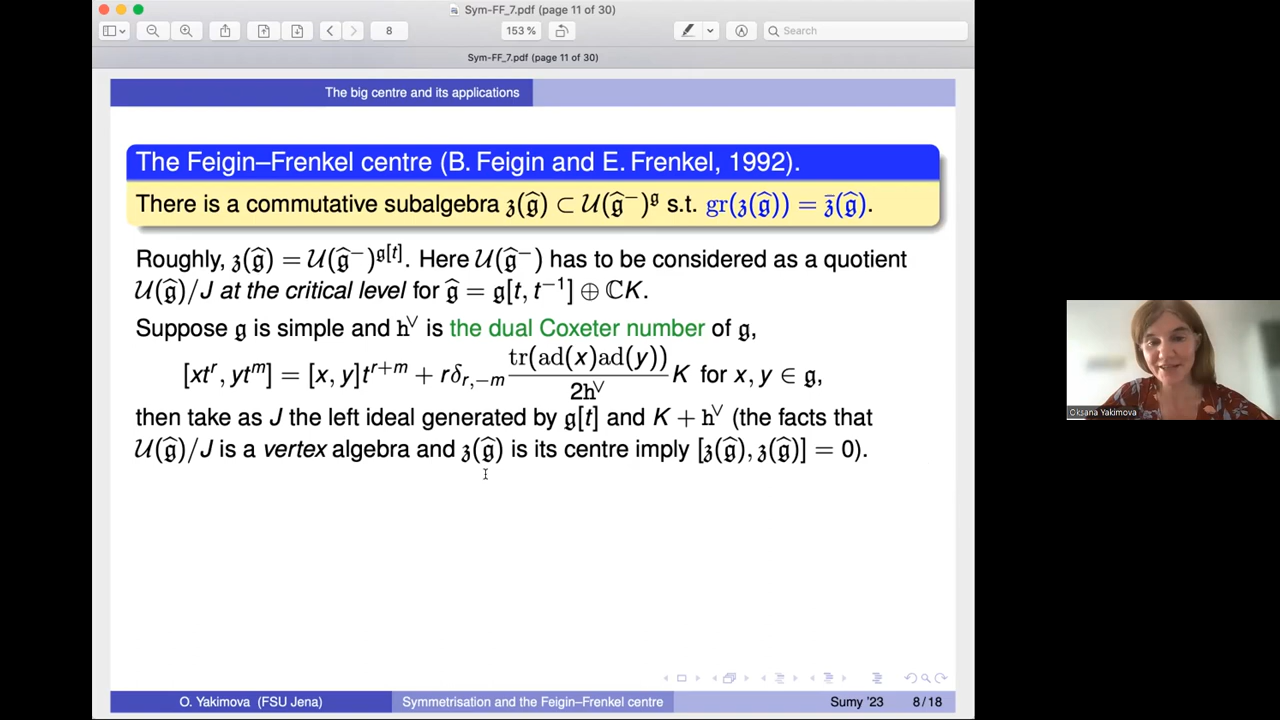 Sym-FF_7.pdf (page 11 of 30)
8
153 %
Search
Sym-FF_7.pdf (page 11 of 30)
The big centre and its applications
The Feigin–Frenkel centre (B. Feigin and E. Frenkel, 1992).
There is a commutative subalgebra 𝔷(𝔤̂) ⊂ 𝒰(𝔤̂⁻)^𝔤 s.t. gr(𝔷(𝔤̂)) = 𝔷̄(𝔤̂).
Roughly, 𝔷(𝔤̂) = 𝒰(𝔤̂⁻)^{𝔤[t]}. Here 𝒰(𝔤̂⁻) has to be considered as a quotient
𝒰(𝔤̂)/J at the critical level for 𝔤̂ = 𝔤[t, t⁻¹] ⊕ ℂK.
Suppose 𝔤 is simple and h^∨ is the dual Coxeter number of 𝔤,
[xt^r, yt^m] = [x, y]t^{r+m} + rδ_{r,−m} tr(ad(x)ad(y))/2h^∨ K for x, y ∈ 𝔤,
then take as J the left ideal generated by 𝔤[t] and K + h^∨ (the facts that
𝒰(𝔤̂)/J is a vertex algebra and 𝔷(𝔤̂) is its centre imply [𝔷(𝔤̂), 𝔷(𝔤̂)] = 0).
Oksana Yakimova
O. Yakimova (FSU Jena)
Symmetrisation and the Feigin–Frenkel centre
Sumy '23
8 / 18